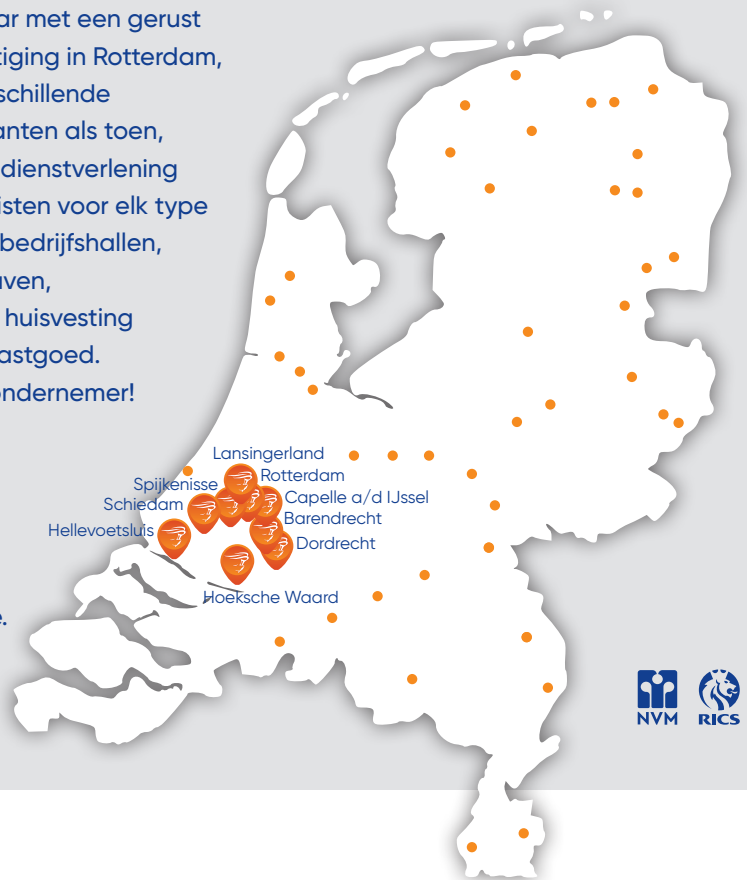 ar met een gerust
tiging in Rotterdam,
schillende
anten als toen,
dienstverlening
isten voor elk type
bedrijfshallen,
aven,
huisvesting
astgoed.
ondernemer!
e.
Lansingerland
Rotterdam
Spijkenisse
Capelle a/d IJssel
Schiedam
Barendrecht
Hellevoetsluis
Dordrecht
Hoeksche Waard
NVM
RICS